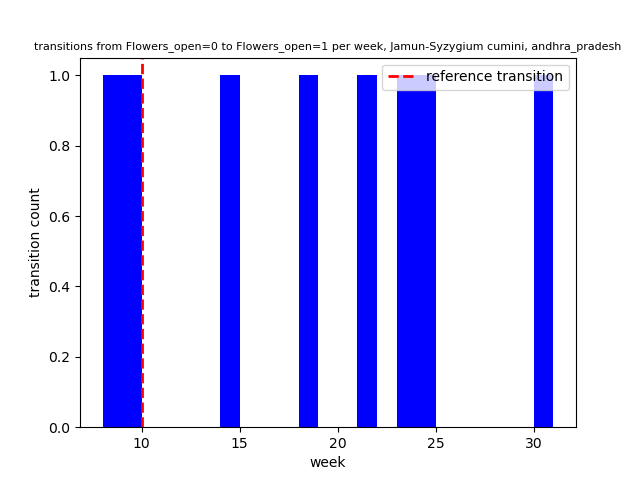 transitions from Flowers_open=0 to Flowers_open=1 per week, Jamun-Syzygium cumini, andhra_pradesh
reference transition
transition count
1.0
0.8
0.6
0.4
0.2
0.0
10 15 20 25 30
week